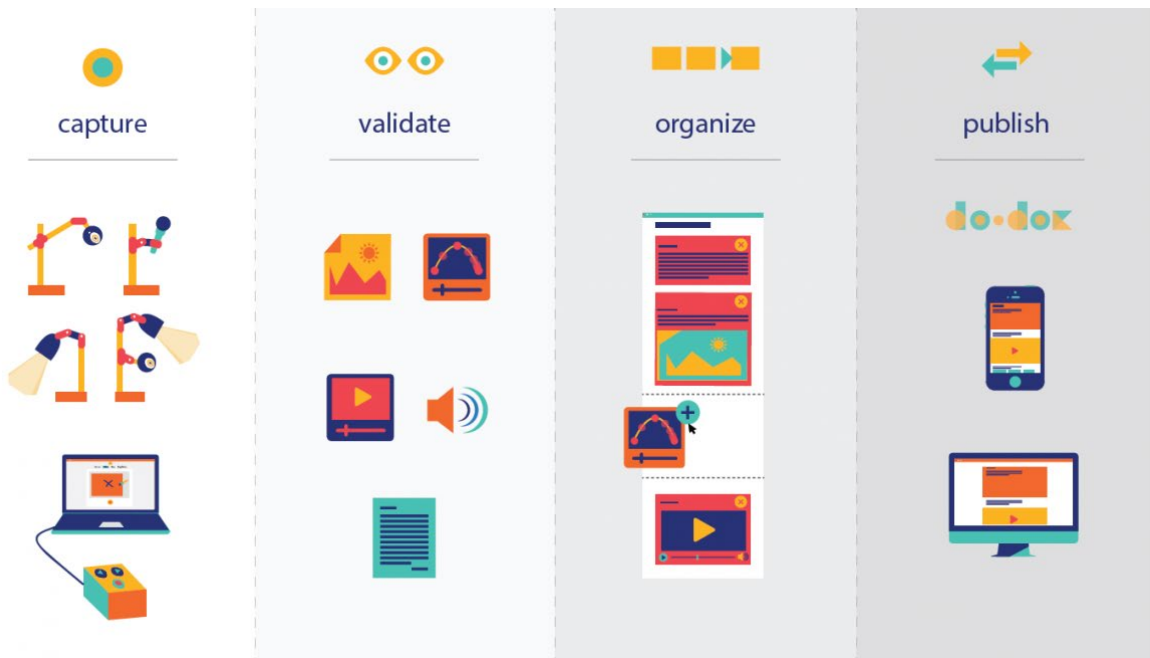 capture
validate
organize
publish
do•doc